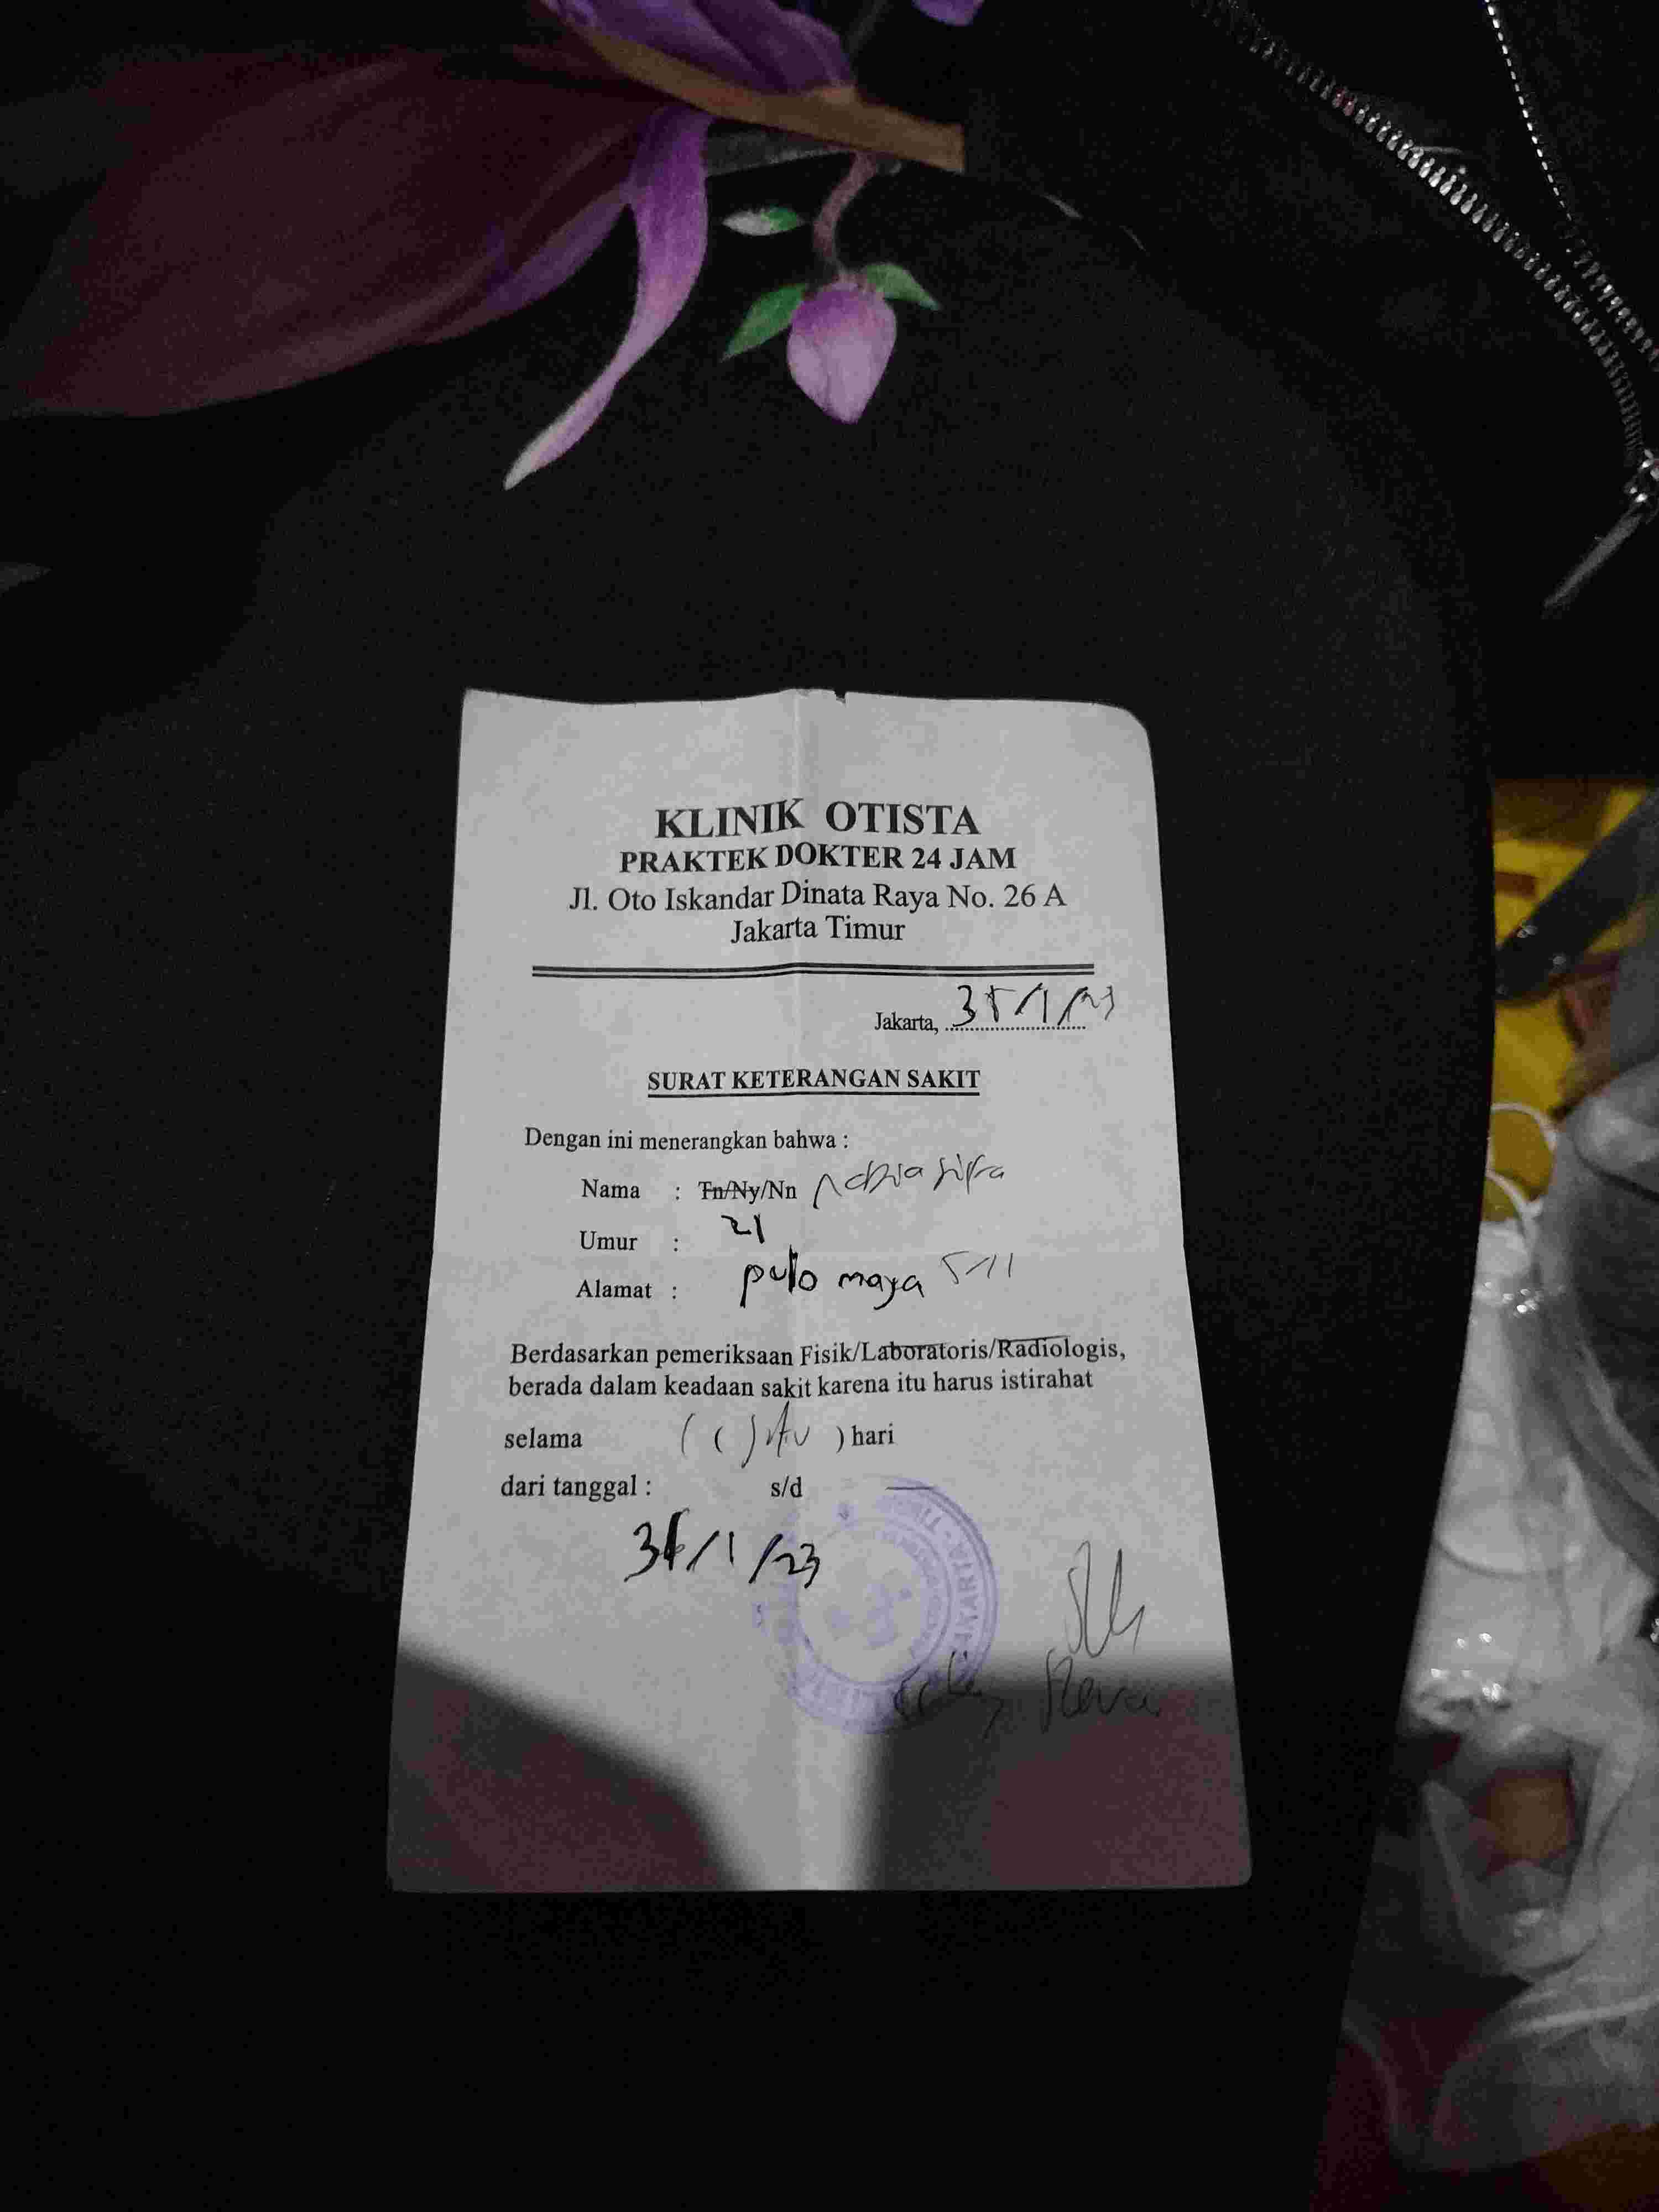 KLINIK OTISTA
PRAKTEK DOKTER 24 JAM
Jl. Oto Iskandar Dinata Raya No. 26 A
Jakarta Timur
Jakarta,
SURAT KETERANGAN SAKIT
Dengan ini menerangkan bahwa :
Nama : Tn/Ny/Nn
Umur : 21
Alamat : pulo maya
Berdasarkan pemeriksaan Fisik/Laboratoris/Radiologis,
berada dalam keadaan sakit karena itu harus istirahat
selama ( ) hari
dari tanggal : s/d
/1/23